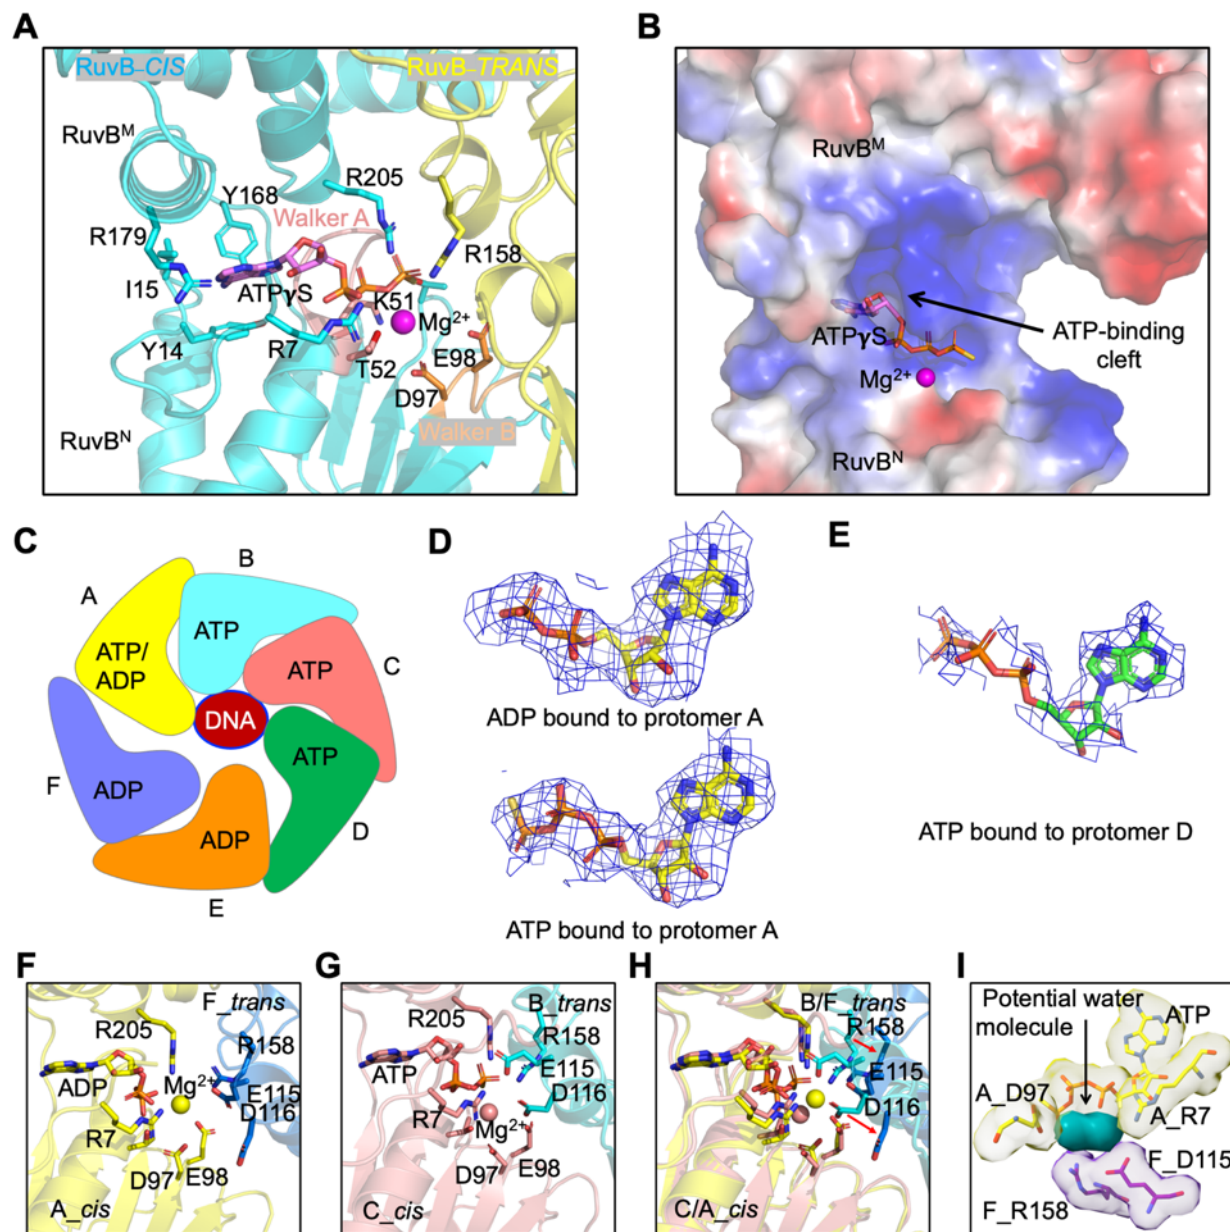 A
RuvB-CIS
RuvB-TRANS
RuvBᴹ
R205
Y168
Walker A
R179
R158
I15
ATPγS
K51
Mg²⁺
Y14
R7
T52
E98
D97
RuvBᴺ
Walker B
B
RuvBᴹ
ATPγS
ATP-binding
cleft
Mg²⁺
RuvBᴺ
C
B
A
ATP
ATP/
ADP
ATP
C
DNA
ATP
F
ADP
ADP
D
E
D
ADP bound to protomer A
ATP bound to protomer A
E
ATP bound to protomer D
F
F_trans
R205
R158
ADP
Mg²⁺
E115
D116
R7
D97
E98
A_cis
G
B_trans
R205
R158
ATP
E115
R7
D116
Mg²⁺
D97
E98
C_cis
H
B/F_trans
R158
E115
D116
C/A_cis
I
Potential water
molecule
ATP
A_D97
A_R7
F_D115
F_R158